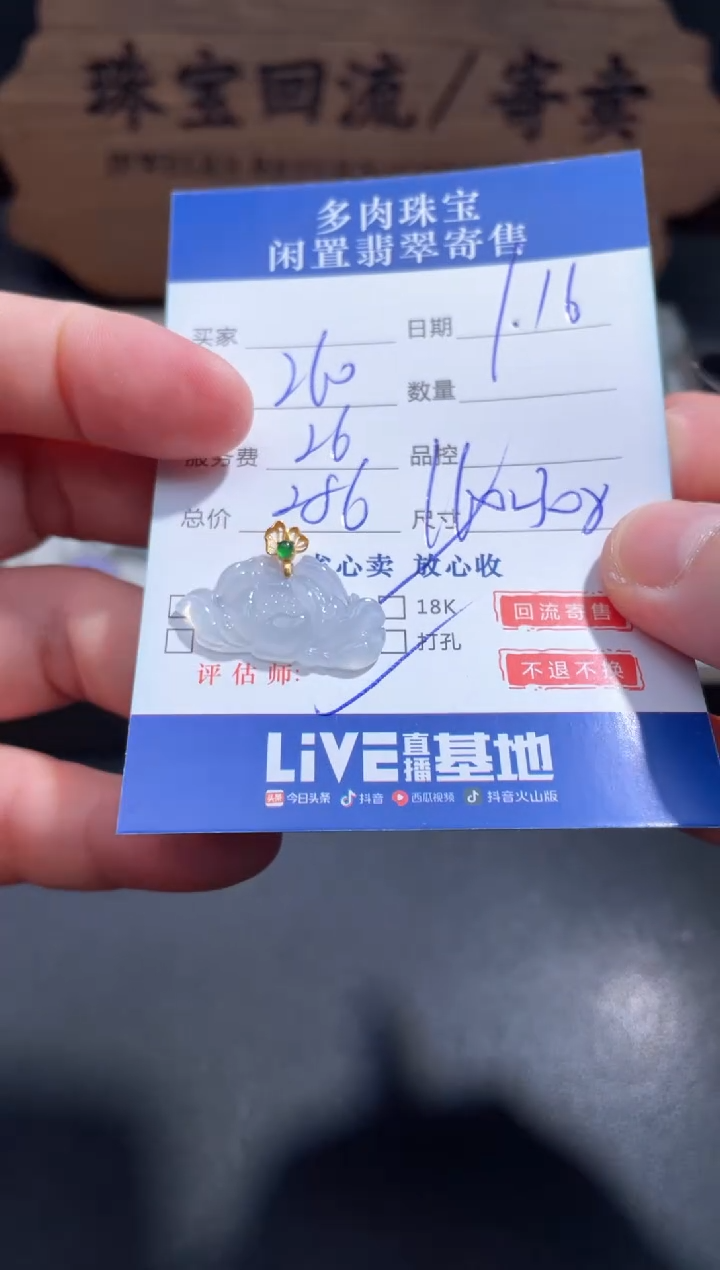 珠宝回流/寄卖
多肉珠宝
闲置翡翠寄售
买家 日期 1.16
260 数量
服务费 26 品控
总价 286 尺寸
省心卖 放心收
18K 回流寄售
打孔 不退不换
评估师:
LiVE直播基地
头条 今日头条 抖音 西瓜视频 抖音火山版